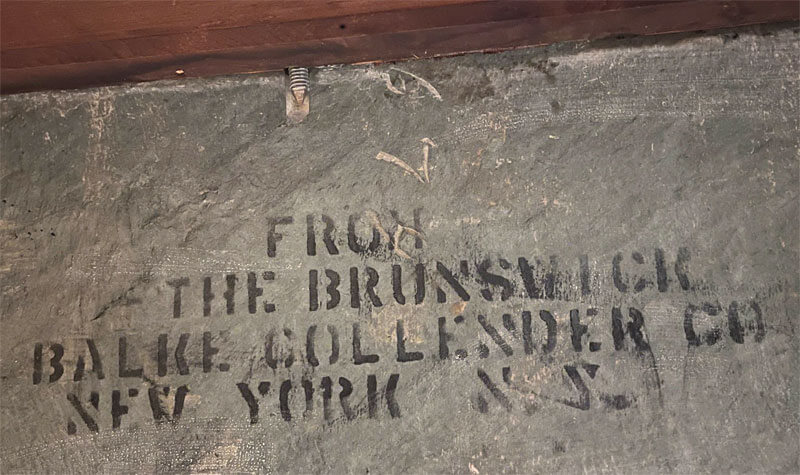 FROM
THE BRUNSWICK
BALKE COLLENDER CO
NEW YORK N.Y.